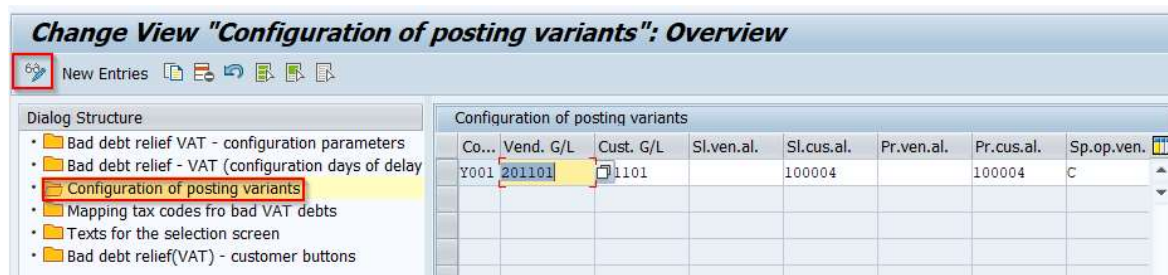 Change View "Configuration of posting variants": Overview
New Entries
Dialog Structure
Bad debt relief VAT - configuration parameters
Bad debt relief - VAT (configuration days of delay
Configuration of posting variants
Mapping tax codes fro bad VAT debts
Texts for the selection screen
Bad debt relief(VAT) - customer buttons
Configuration of posting variants
Co... Vend. G/L Cust. G/L Sl.ven.al. Sl.cus.al. Pr.ven.al. Pr.cus.al. Sp.op.ven.
Y001 201101 1101 100004 100004 C